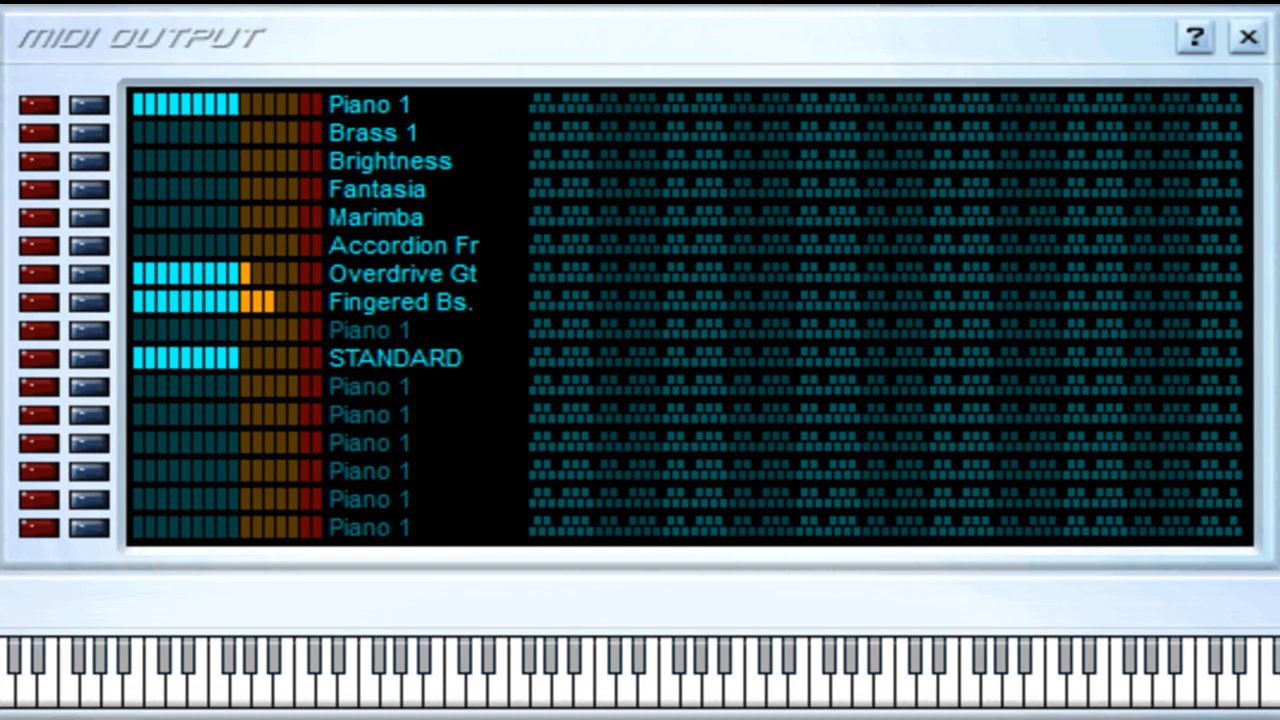 MIDI OUTPUT
? ×
Piano 1
Brass 1
Brightness
Fantasia
Marimba
Accordion Fr
Overdrive Gt
Fingered Bs.
Piano 1
STANDARD
Piano 1
Piano 1
Piano 1
Piano 1
Piano 1
Piano 1